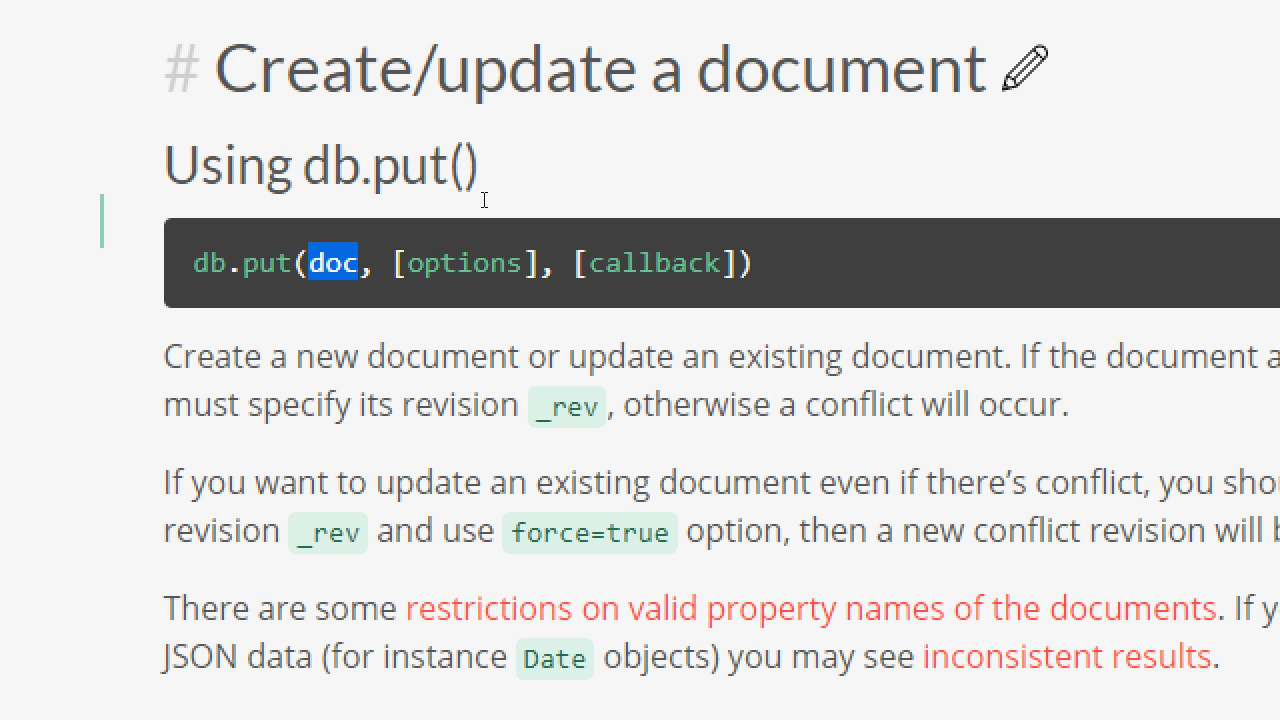 # Create/update a document
Using db.put()
db.put(doc, [options], [callback])
Create a new document or update an existing document. If the document a
must specify its revision _rev, otherwise a conflict will occur.
If you want to update an existing document even if there’s conflict, you shou
revision _rev and use force=true option, then a new conflict revision will b
There are some restrictions on valid property names of the documents. If y
JSON data (for instance Date objects) you may see inconsistent results.